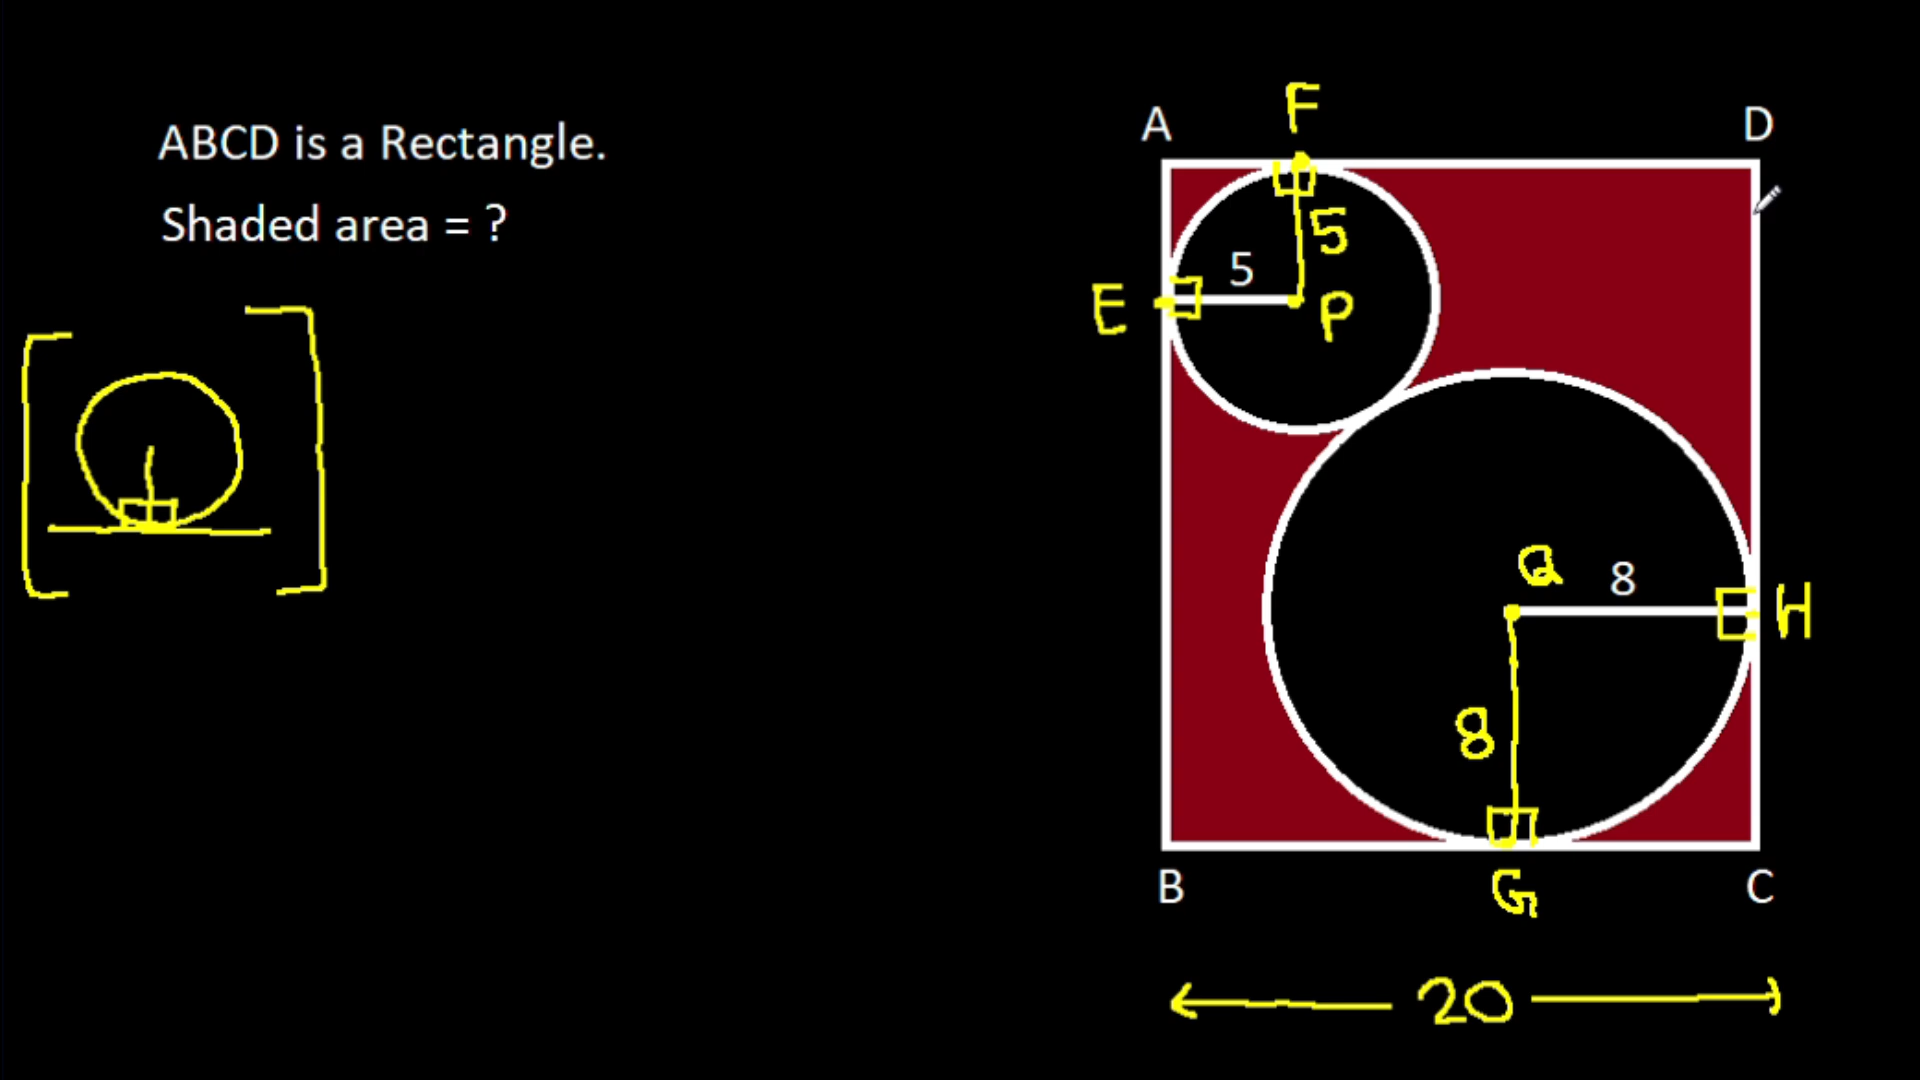 ABCD is a Rectangle.
Shaded area = ?
F
A
D
5
5
E
P
Q
8
H
8
B
G
C
20